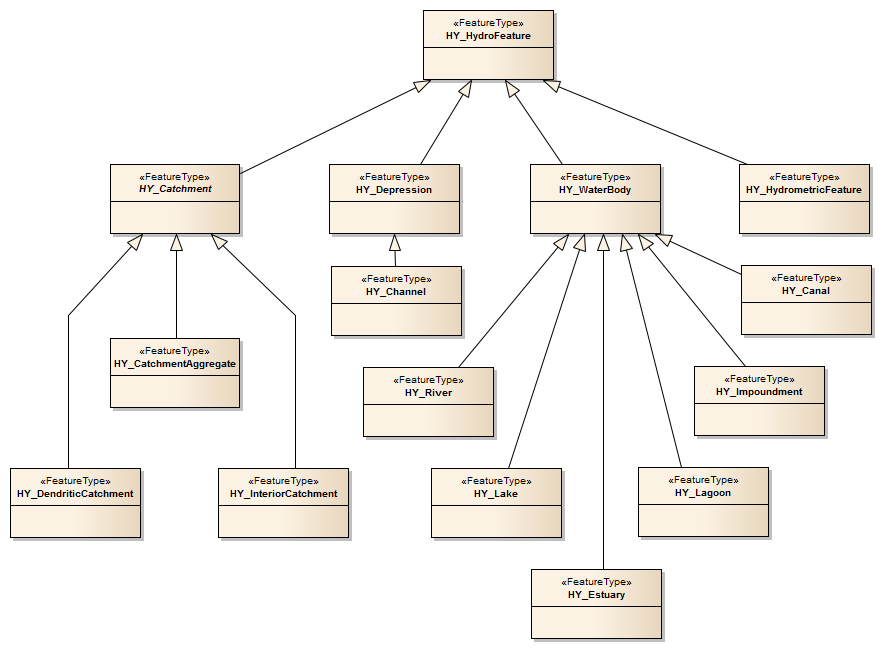 «FeatureType»
HY_HydroFeature
«FeatureType»
HY_Catchment
«FeatureType»
HY_Depression
«FeatureType»
HY_WaterBody
«FeatureType»
HY_HydrometricFeature
«FeatureType»
HY_Channel
«FeatureType»
HY_Canal
«FeatureType»
HY_CatchmentAggregate
«FeatureType»
HY_River
«FeatureType»
HY_Impoundment
«FeatureType»
HY_DendriticCatchment
«FeatureType»
HY_InteriorCatchment
«FeatureType»
HY_Lake
«FeatureType»
HY_Lagoon
«FeatureType»
HY_Estuary